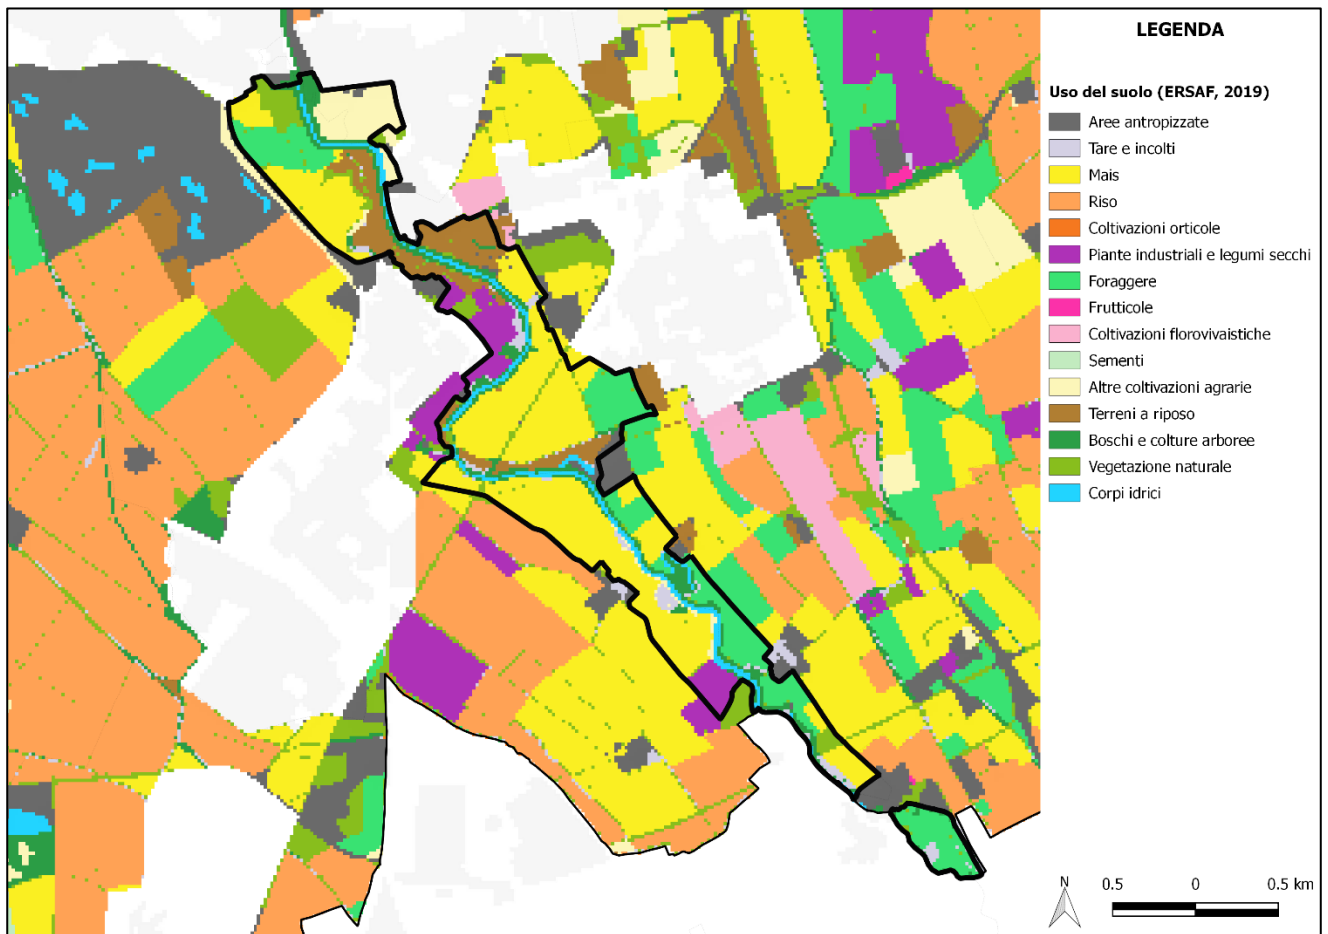 LEGENDA
Uso del suolo (ERSAF, 2019)
Aree antropizzate
Tare e incolti
Mais
Riso
Coltivazioni orticole
Piante industriali e legumi secchi
Foraggere
Frutticole
Coltivazioni florovivaistiche
Sementi
Altre coltivazioni agrarie
Terreni a riposo
Boschi e colture arboree
Vegetazione naturale
Corpi idrici
N
0.5 0 0.5 km